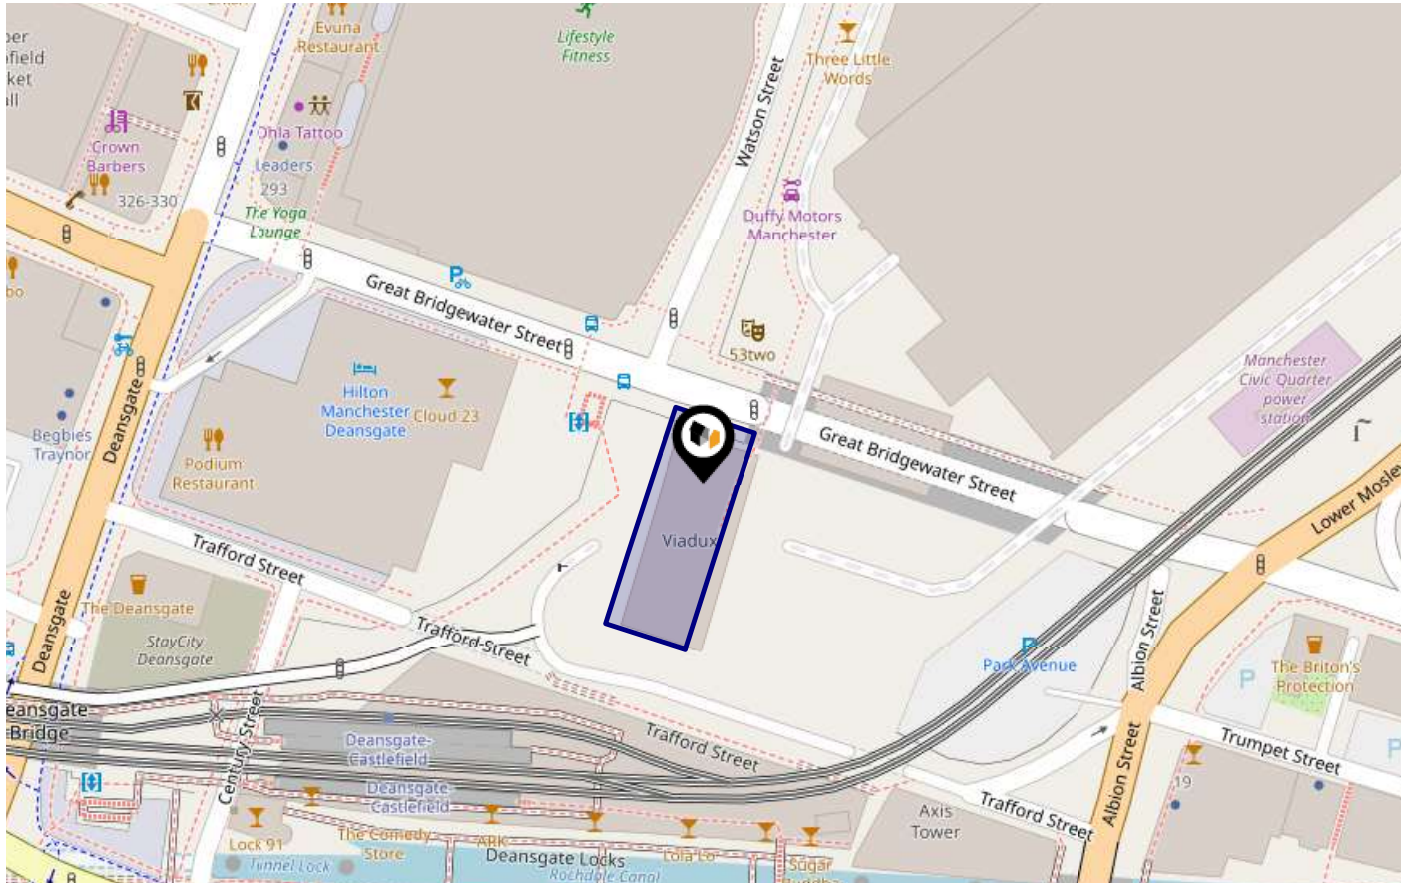 Evuna
Restaurant
Lifestyle
Fitness
Three Little
Words
field
ket
Watson Street
Crown
Barbers
Ohla Tattoo
Leaders
293
326-330
The Yoga
Lounge
Duffy Motors
Manchester
Great Bridgewater Street
53two
Manchester
Civic Quarter
power
station
Hilton
Manchester
Deansgate
Cloud 23
Deansgate
Begbies
Traynor
Podium
Restaurant
Great Bridgewater Street
Lower Mosley
Viadux
Trafford Street
The Deansgate
StayCity
Deansgate
Deansgate
Trafford Street
Park Avenue
Albion Street
The Briton's
Protection
P
P
P
P
eansgate
Bridge
Century Street
Deansgate-
Castlefield
Deansgate-
Castlefield
Trafford Street
Trumpet Street
Albion Street
19
Axis
Tower
Trafford Street
Lock 91
Tunnel Lock
The Comedy
Store
ARK
Deansgate Locks
Rochdale Canal
Lola Lo
Sugar
Buddha